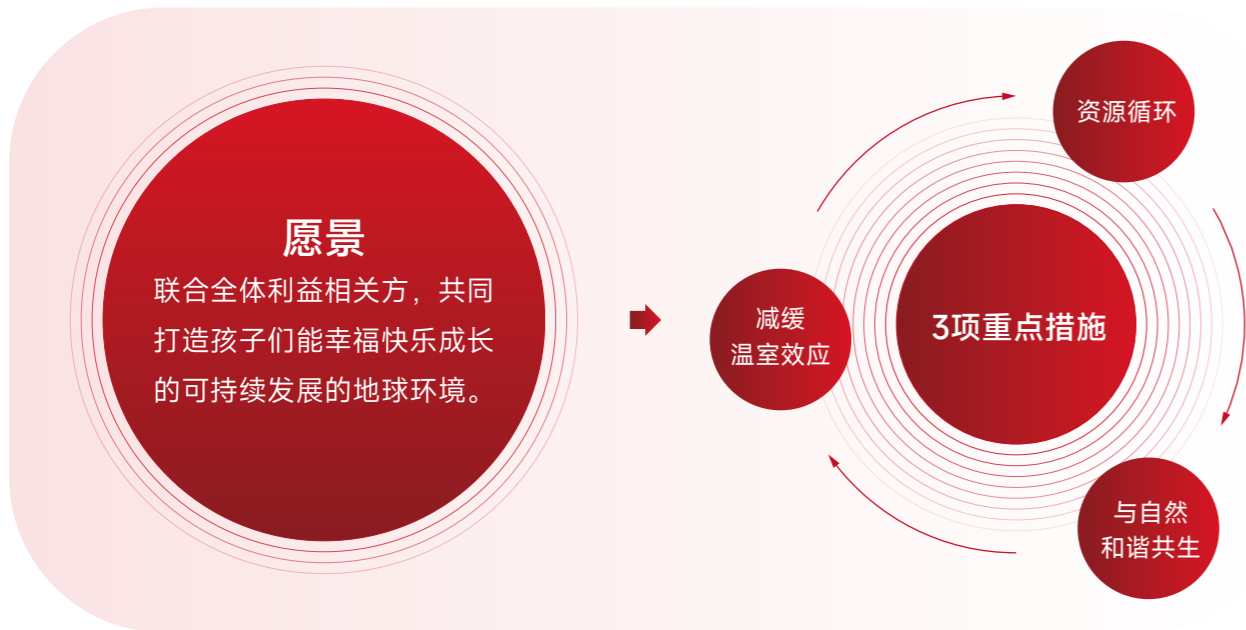 愿景
联合全体利益相关方，共同
打造孩子们能幸福快乐成长
的可持续发展的地球环境。
资源循环
减缓
温室效应
3项重点措施
与自然
和谐共生